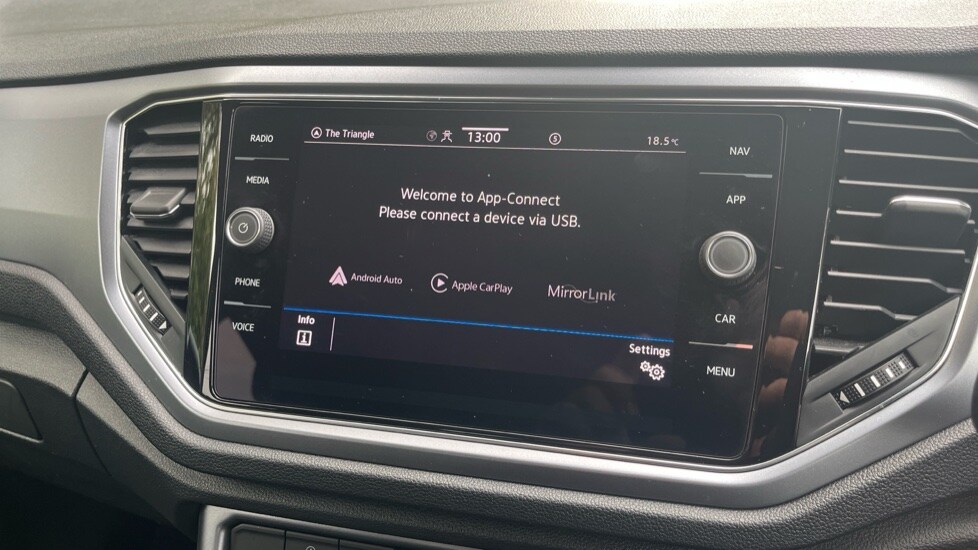 RADIO
MEDIA
PHONE
VOICE
The Triangle
13:00
18.5°C
Welcome to App-Connect
Please connect a device via USB.
Android Auto
Apple CarPlay
MirrorLink
Info
Settings
NAV
APP
CAR
MENU